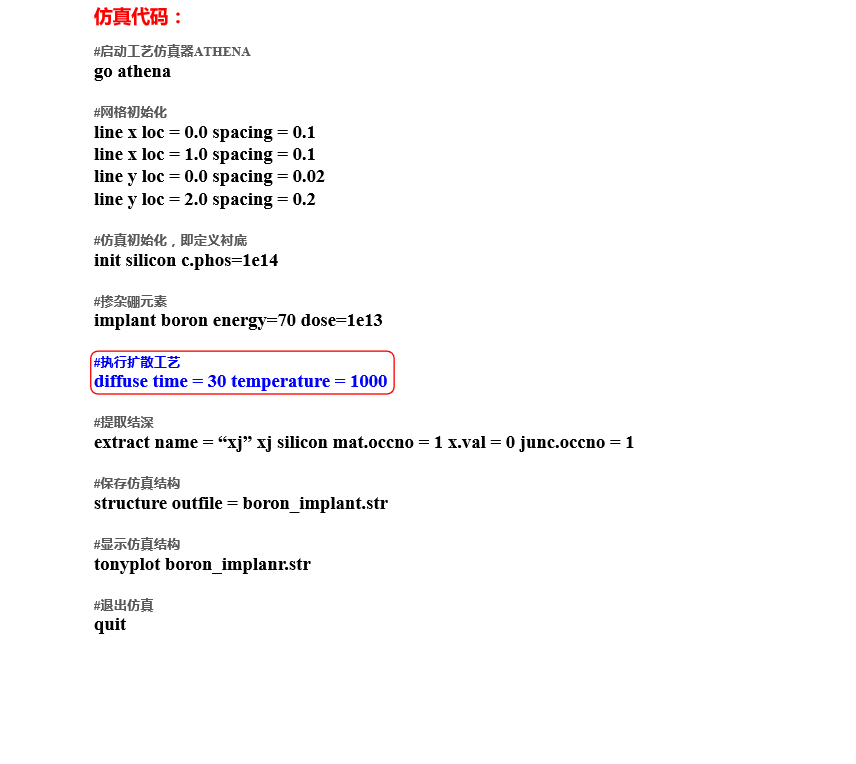 仿真代码：
#启动工艺仿真器ATHENA
go athena
#网格初始化
line x loc = 0.0 spacing = 0.1
line x loc = 1.0 spacing = 0.1
line y loc = 0.0 spacing = 0.02
line y loc = 2.0 spacing = 0.2
#仿真初始化，即定义衬底
init silicon c.phos=1e14
#掺杂硼元素
implant boron energy=70 dose=1e13
#执行扩散工艺
diffuse time = 30 temperature = 1000
#提取结深
extract name = “xj” xj silicon mat.occno = 1 x.val = 0 junc.occno = 1
#保存仿真结构
structure outfile = boron_implant.str
#显示仿真结构
tonyplot boron_implanr.str
#退出仿真
quit